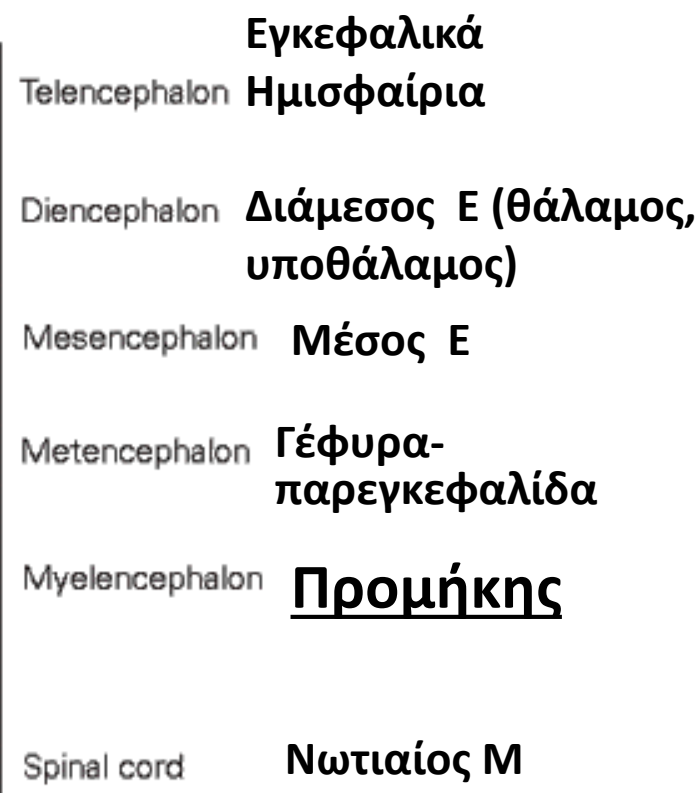 Εγκεφαλικά
Telencephalon Ημισφαίρια
Diencephalon Διάμεσος Ε (θάλαμος,
υποθάλαμος)
Mesencephalon Μέσος Ε
Metencephalon Γέφυρα-
παρεγκεφαλίδα
Myelencephalon Προμήκης
Spinal cord Νωτιαίος Μ